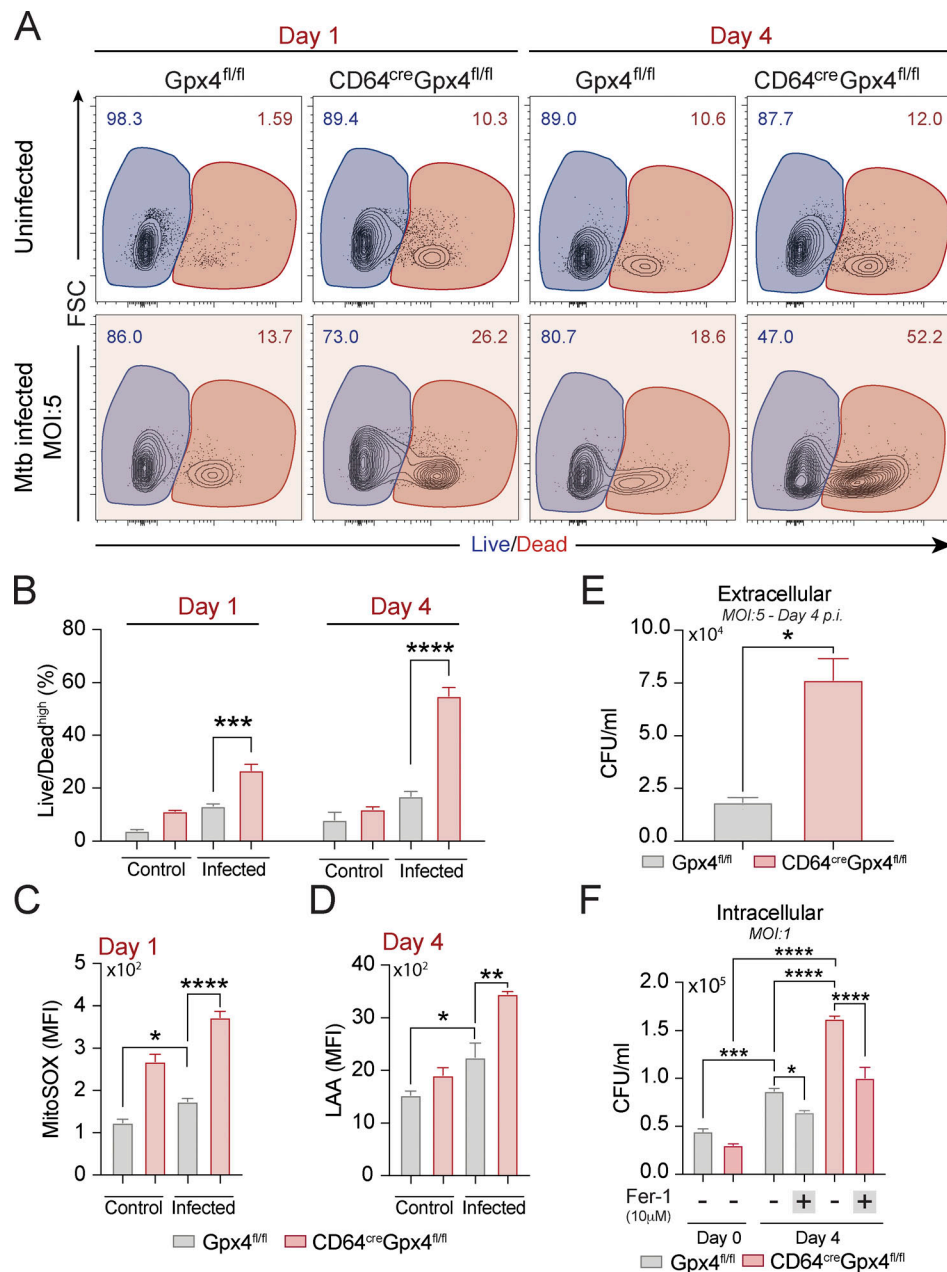 A
Day 1
Day 4
Gpx4fl/fl
CD64creGpx4fl/fl
Gpx4fl/fl
CD64creGpx4fl/fl
Uninfected
98.3 1.59
89.4 10.3
89.0 10.6
87.7 12.0
FSC
Mtb infected
MOI:5
86.0 13.7
73.0 26.2
80.7 18.6
47.0 52.2
Live/Dead
B
Day 1
Day 4
Live/Deadhigh (%)
80
60
40
20
0
***
****
Control
Infected
Control
Infected
C
Day 1
x10²
MitoSOX (MFI)
5
4
3
2
1
0
*
****
Control
Infected
D
Day 4
x10²
LAA (MFI)
40
30
20
10
0
*
**
Control
Infected
Gpx4fl/fl
CD64creGpx4fl/fl
E
Extracellular
MOI:5 - Day 4 p.i.
x10⁴
CFU/ml
10.0
7.5
5.0
2.5
0.0
*
Gpx4fl/fl
CD64creGpx4fl/fl
F
Intracellular
MOI:1
x10⁵
CFU/ml
2.0
1.5
1.0
0.5
0.0
****
****
****
***
*
Fer-1
(10µM)
- - - + - +
Day 0
Day 4
Gpx4fl/fl
CD64creGpx4fl/fl